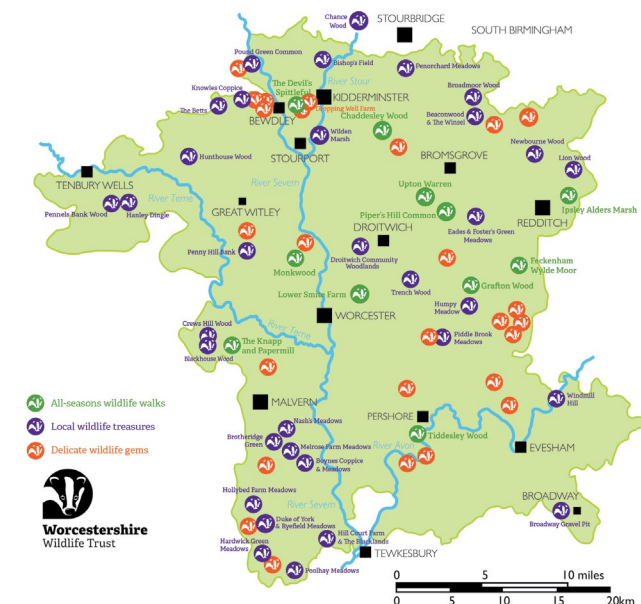 Chance
Wood
STOURBRIDGE
SOUTH BIRMINGHAM
Pound Green Common
Bishop's Field
Penorchard Meadows
River Stour
The Devil's
Spittleful
Knowles Coppice
KIDDERMINSTER
Broadmoor Wood
The Betts
Dropping Well Farm
BEWDLEY
Chaddesley Wood
Beaconwood
& The Winsel
Wilden
Marsh
STOURPORT
Hunthouse Wood
BROMSGROVE
Newbourne Wood
Lion Wood
TENBURY WELLS
River Severn
Upton Warren
River Teme
GREAT WITLEY
Piper's Hill Common
REDDITCH
Ipsley Alders Marsh
Pennels Bank Wood
Hanley Dingle
Eades & Foster's Green
Meadows
DROITWICH
Penny Hill Bank
Monkwood
Droitwich Community
Woodlands
Feckenham
Wylde Moor
Trench Wood
Grafton Wood
Lower Smite Farm
Humpy
Meadow
WORCESTER
Crews Hill Wood
River Teme
The Knapp
and Papermill
Piddle Brook
Meadows
Blackhouse Wood
All-seasons wildlife walks
Local wildlife treasures
Delicate wildlife gems
MALVERN
Windmill
Hill
PERSHORE
Nash's Meadows
Tiddesley Wood
Brotheridge
Green
Melrose Farm Meadows
River Avon
EVESHAM
Boynes Coppice
& Meadows
Hollybed Farm Meadows
River Severn
BROADWAY
Duke of York
& Ryefield Meadows
Broadway Gravel Pit
Hardwick Green
Meadows
Hill Court Farm
& The Blacklands
TEWKESBURY
Poolhay Meadows
Worcestershire
Wildlife Trust
0 5 10 miles
0 5 10 15 20km